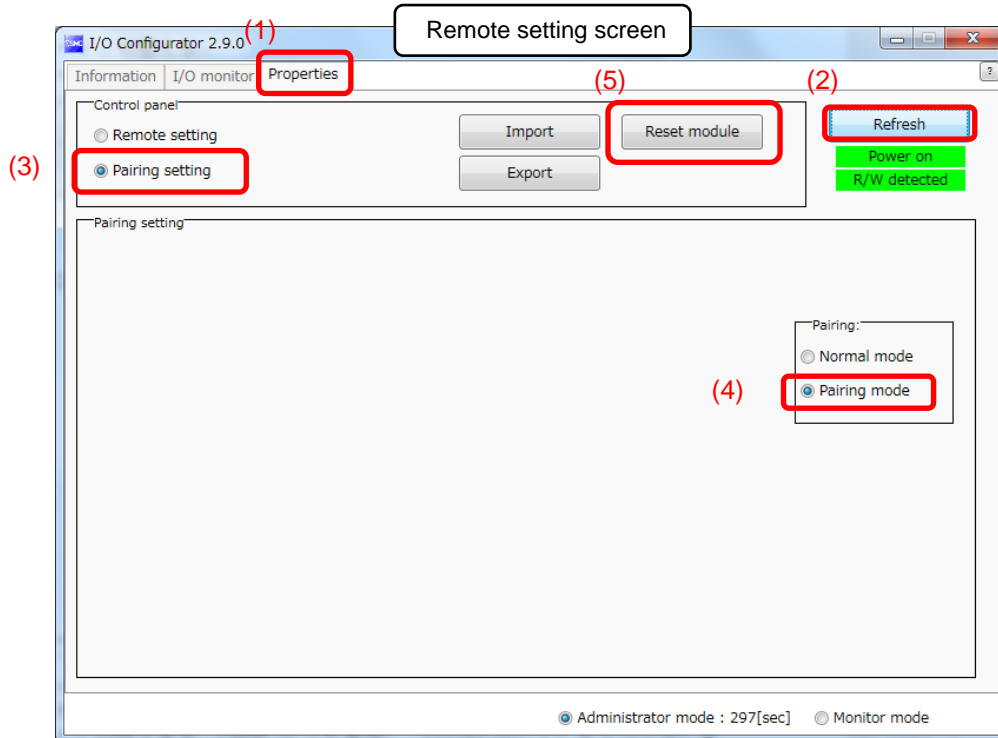 Remote setting screen
(1)
SMC I/O Configurator 2.9.0
Information I/O monitor Properties ?
(5)
(2)
Control panel
Remote setting
Import
Reset module
Refresh
(3)
Pairing setting
Export
Power on
R/W detected
Pairing setting
Pairing:
Normal mode
(4)
Pairing mode
Administrator mode : 297[sec] Monitor mode